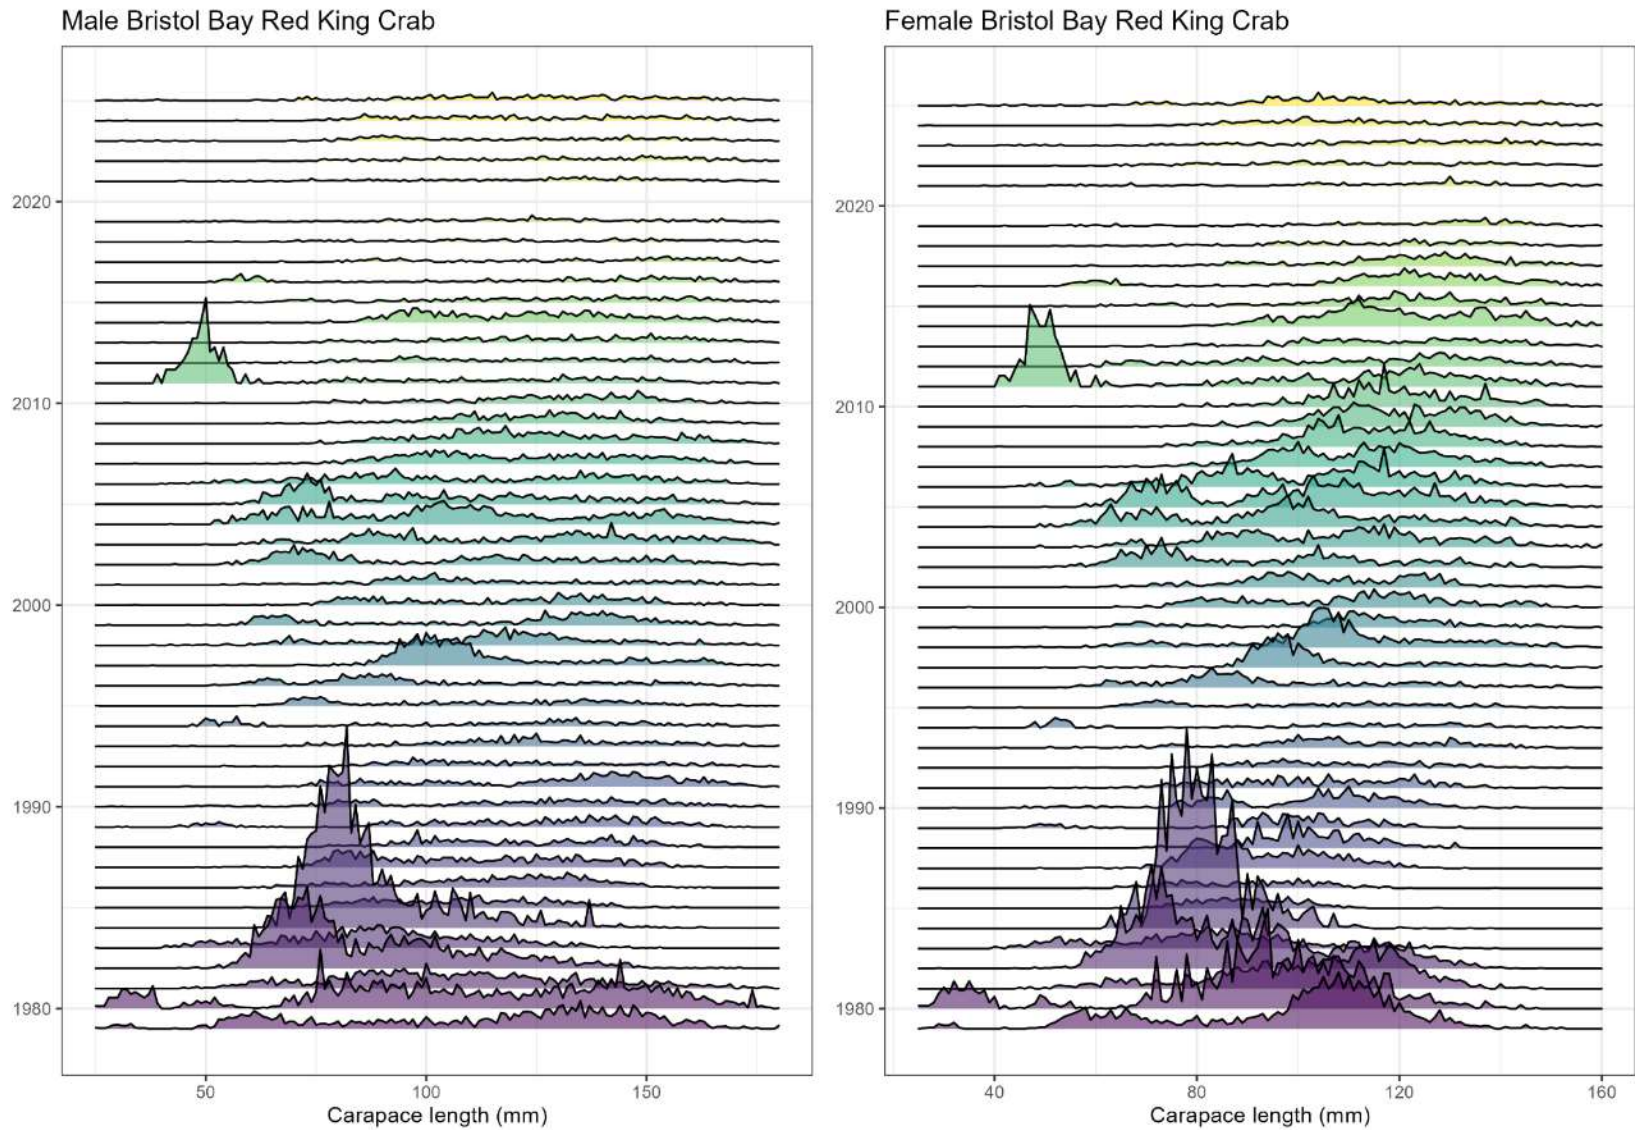 Male Bristol Bay Red King Crab
2020
2010
2000
1990
1980
50 100 150
Carapace length (mm)
Female Bristol Bay Red King Crab
2020
2010
2000
1990
1980
40 80 120 160
Carapace length (mm)